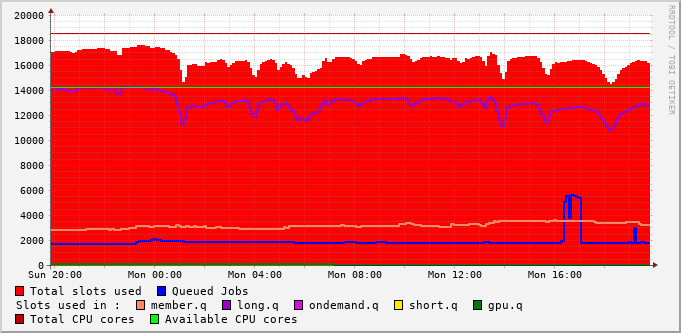 20000
18000
16000
14000
12000
10000
8000
6000
4000
2000
0
Sun 20:00 Mon 00:00 Mon 04:00 Mon 08:00 Mon 12:00 Mon 16:00
Total slots used Queued Jobs
Slots used in : member.q long.q ondemand.q short.q gpu.q
Total CPU cores Available CPU cores
RRDTOOL / TOBI OETIKER